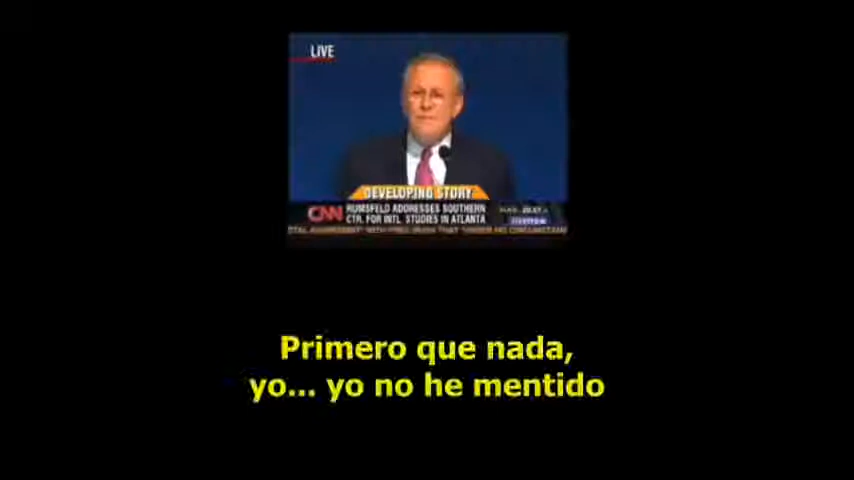 LIVE
DEVELOPING STORY
CNN
RUMSFELD ADDRESSES SOUTHERN
CTR. FOR INTL. STUDIES IN ATLANTA
Primero que nada,
yo... yo no he mentido